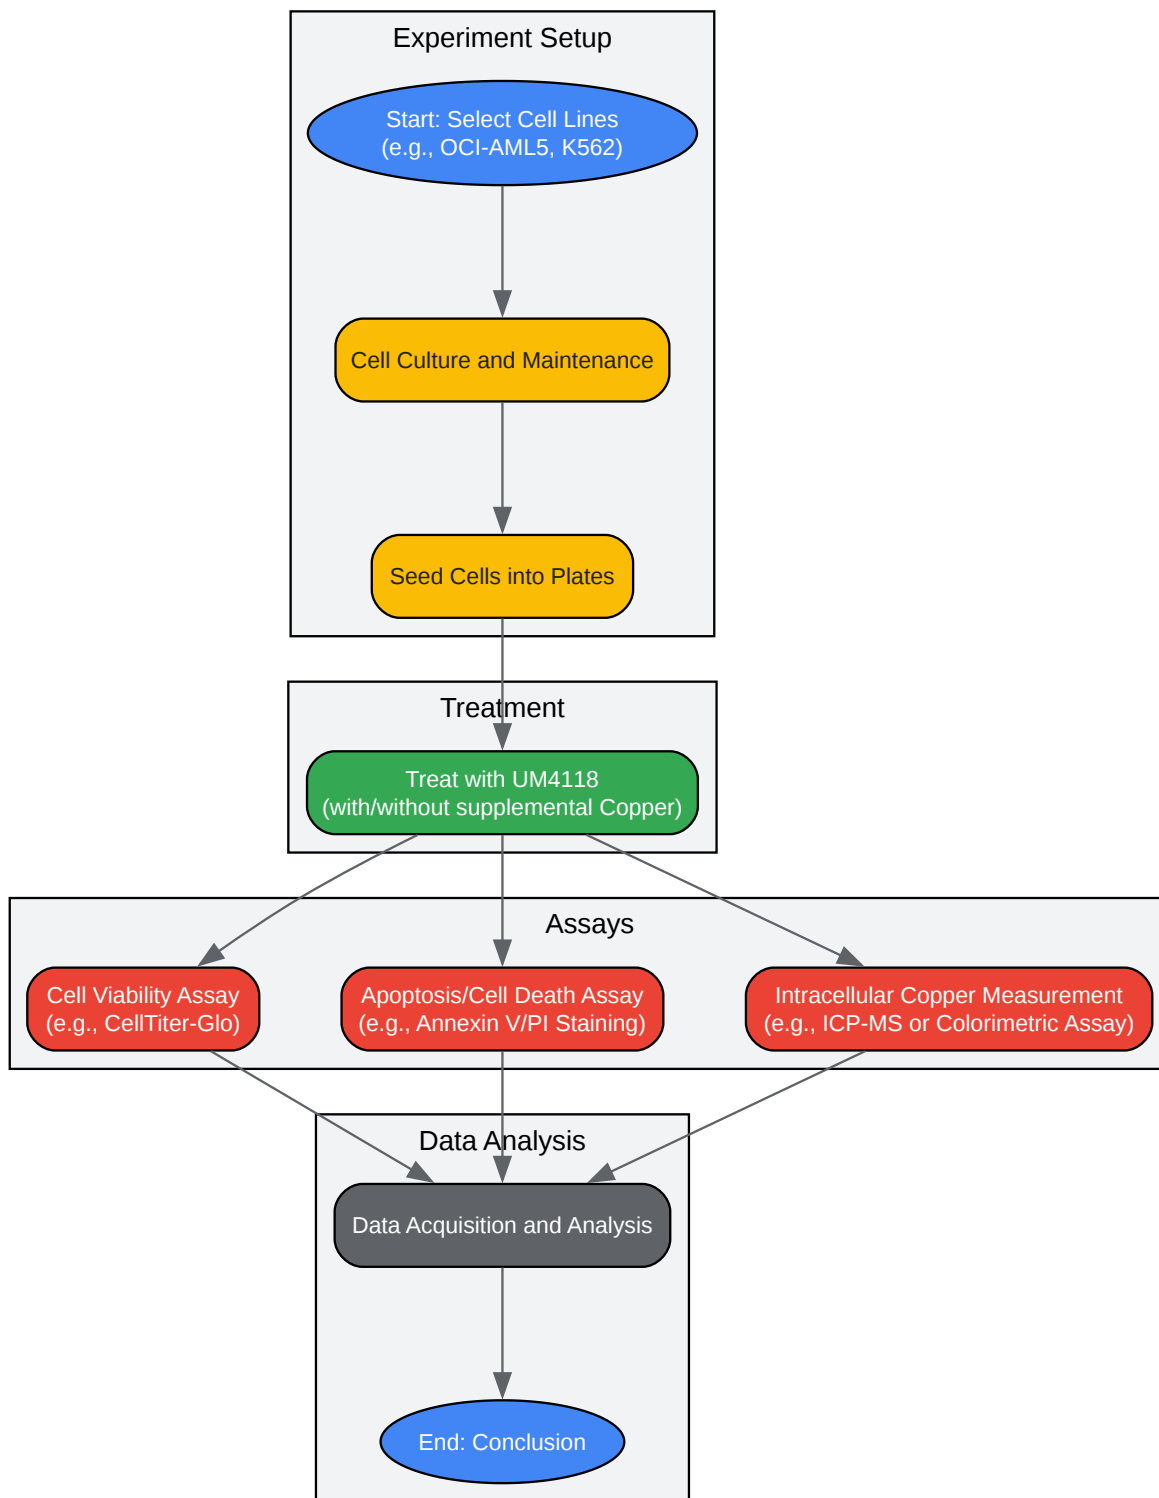 Experiment Setup
Start: Select Cell Lines
(e.g., OCI-AML5, K562)
Cell Culture and Maintenance
Seed Cells into Plates
Treatment
Treat with UM4118
(with/without supplemental Copper)
Assays
Cell Viability Assay
(e.g., CellTiter-Glo)
Apoptosis/Cell Death Assay
(e.g., Annexin V/PI Staining)
Intracellular Copper Measurement
(e.g., ICP-MS or Colorimetric Assay)
Data Analysis
Data Acquisition and Analysis
End: Conclusion